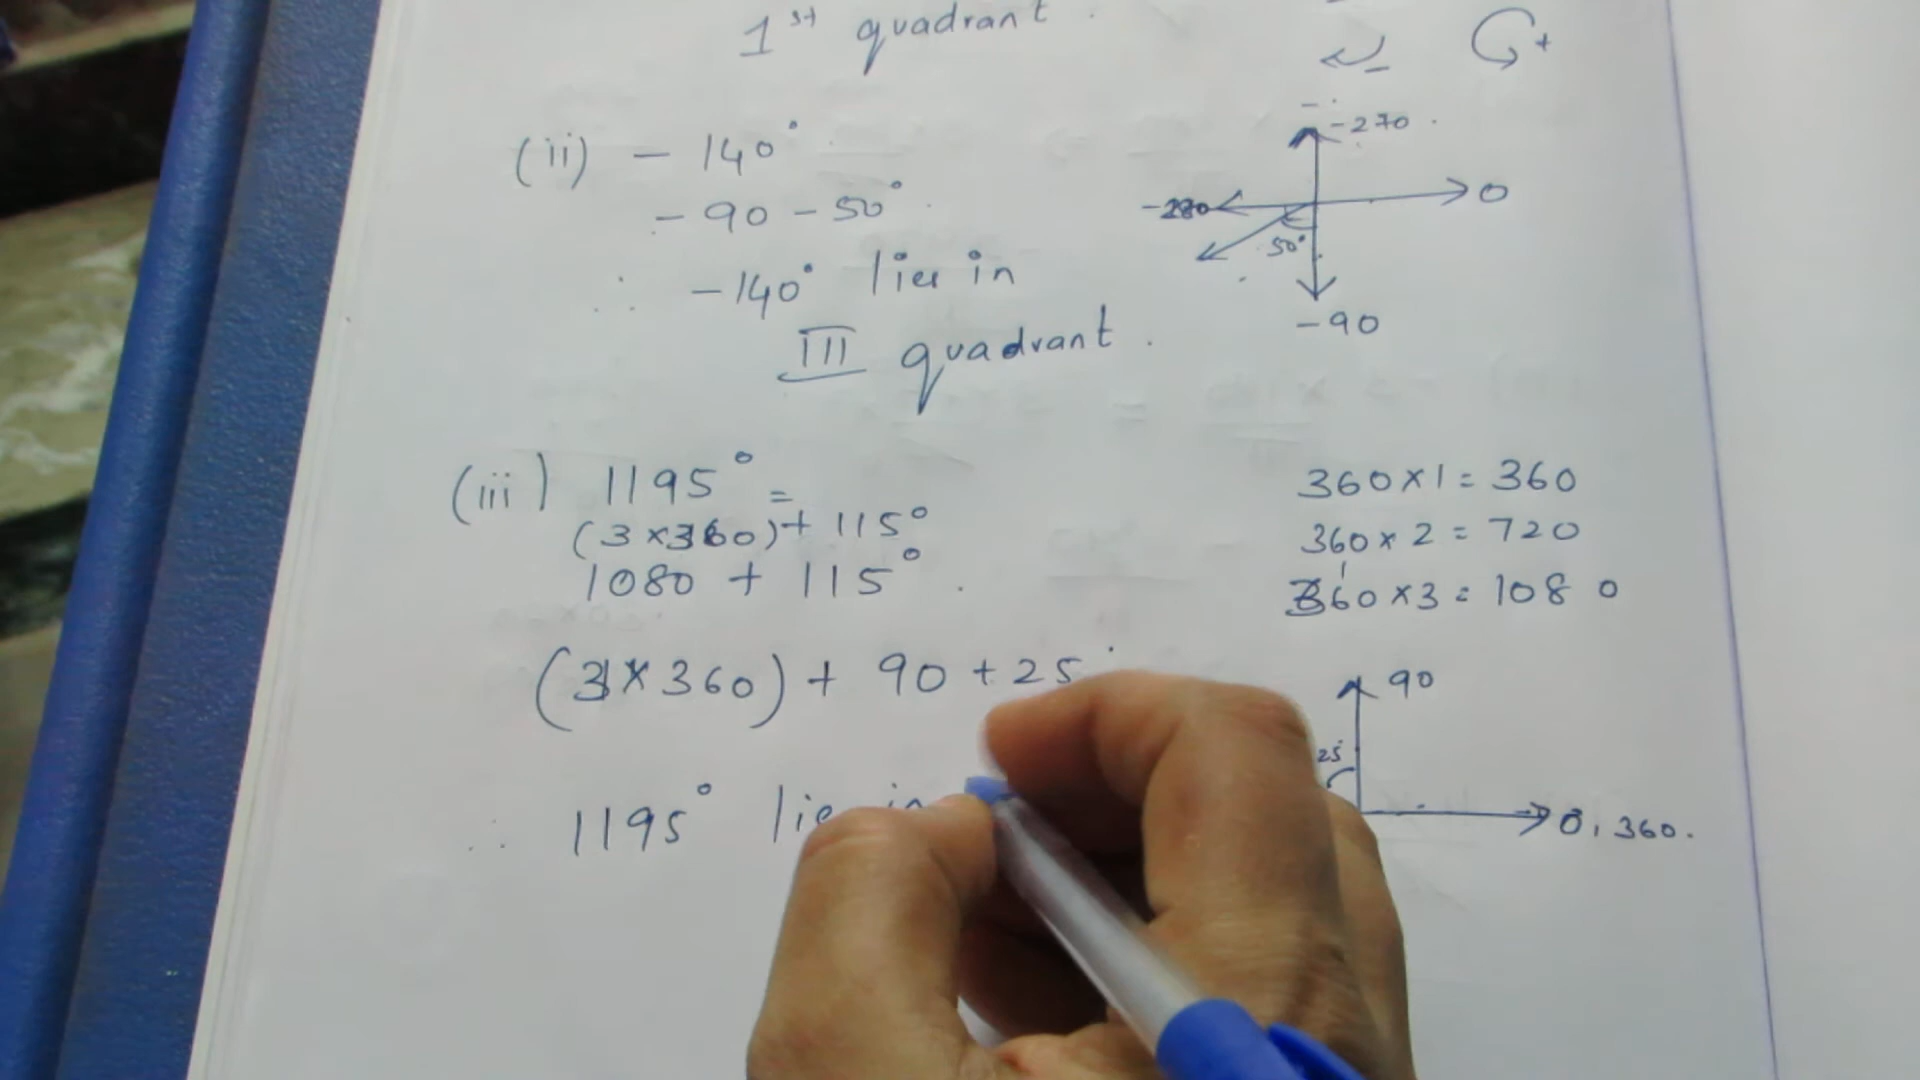 1st quadrant.
- +
(ii) - 140°
-90 - 50°.
∴ -140° lies in
III quadrant.
-270.
0
50°
-90
(iii) 1195° =
(3 × 360) + 115°
1080 + 115°.
(3 × 360) + 90 + 25°
∴ 1195° lies in
360 × 1 = 360
360 × 2 = 720
360 × 3 = 1080
90
25°
0, 360.